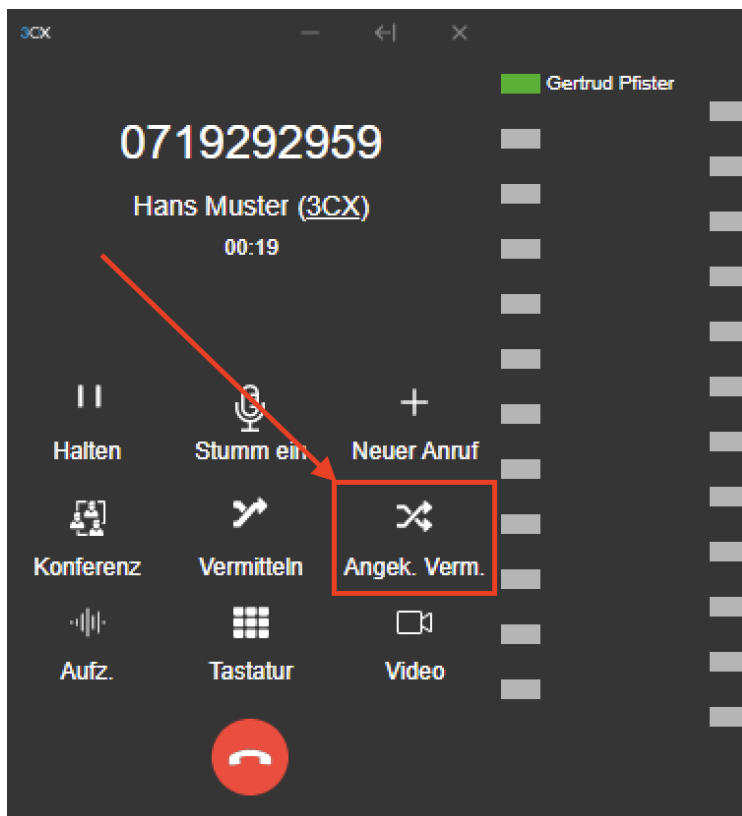 3CX
Gertrud Pfister
0719292959
Hans Muster (3CX)
00:19
Halten Stumm ein Neuer Anruf
Konferenz Vermitteln Angek. Verm.
Aufz. Tastatur Video